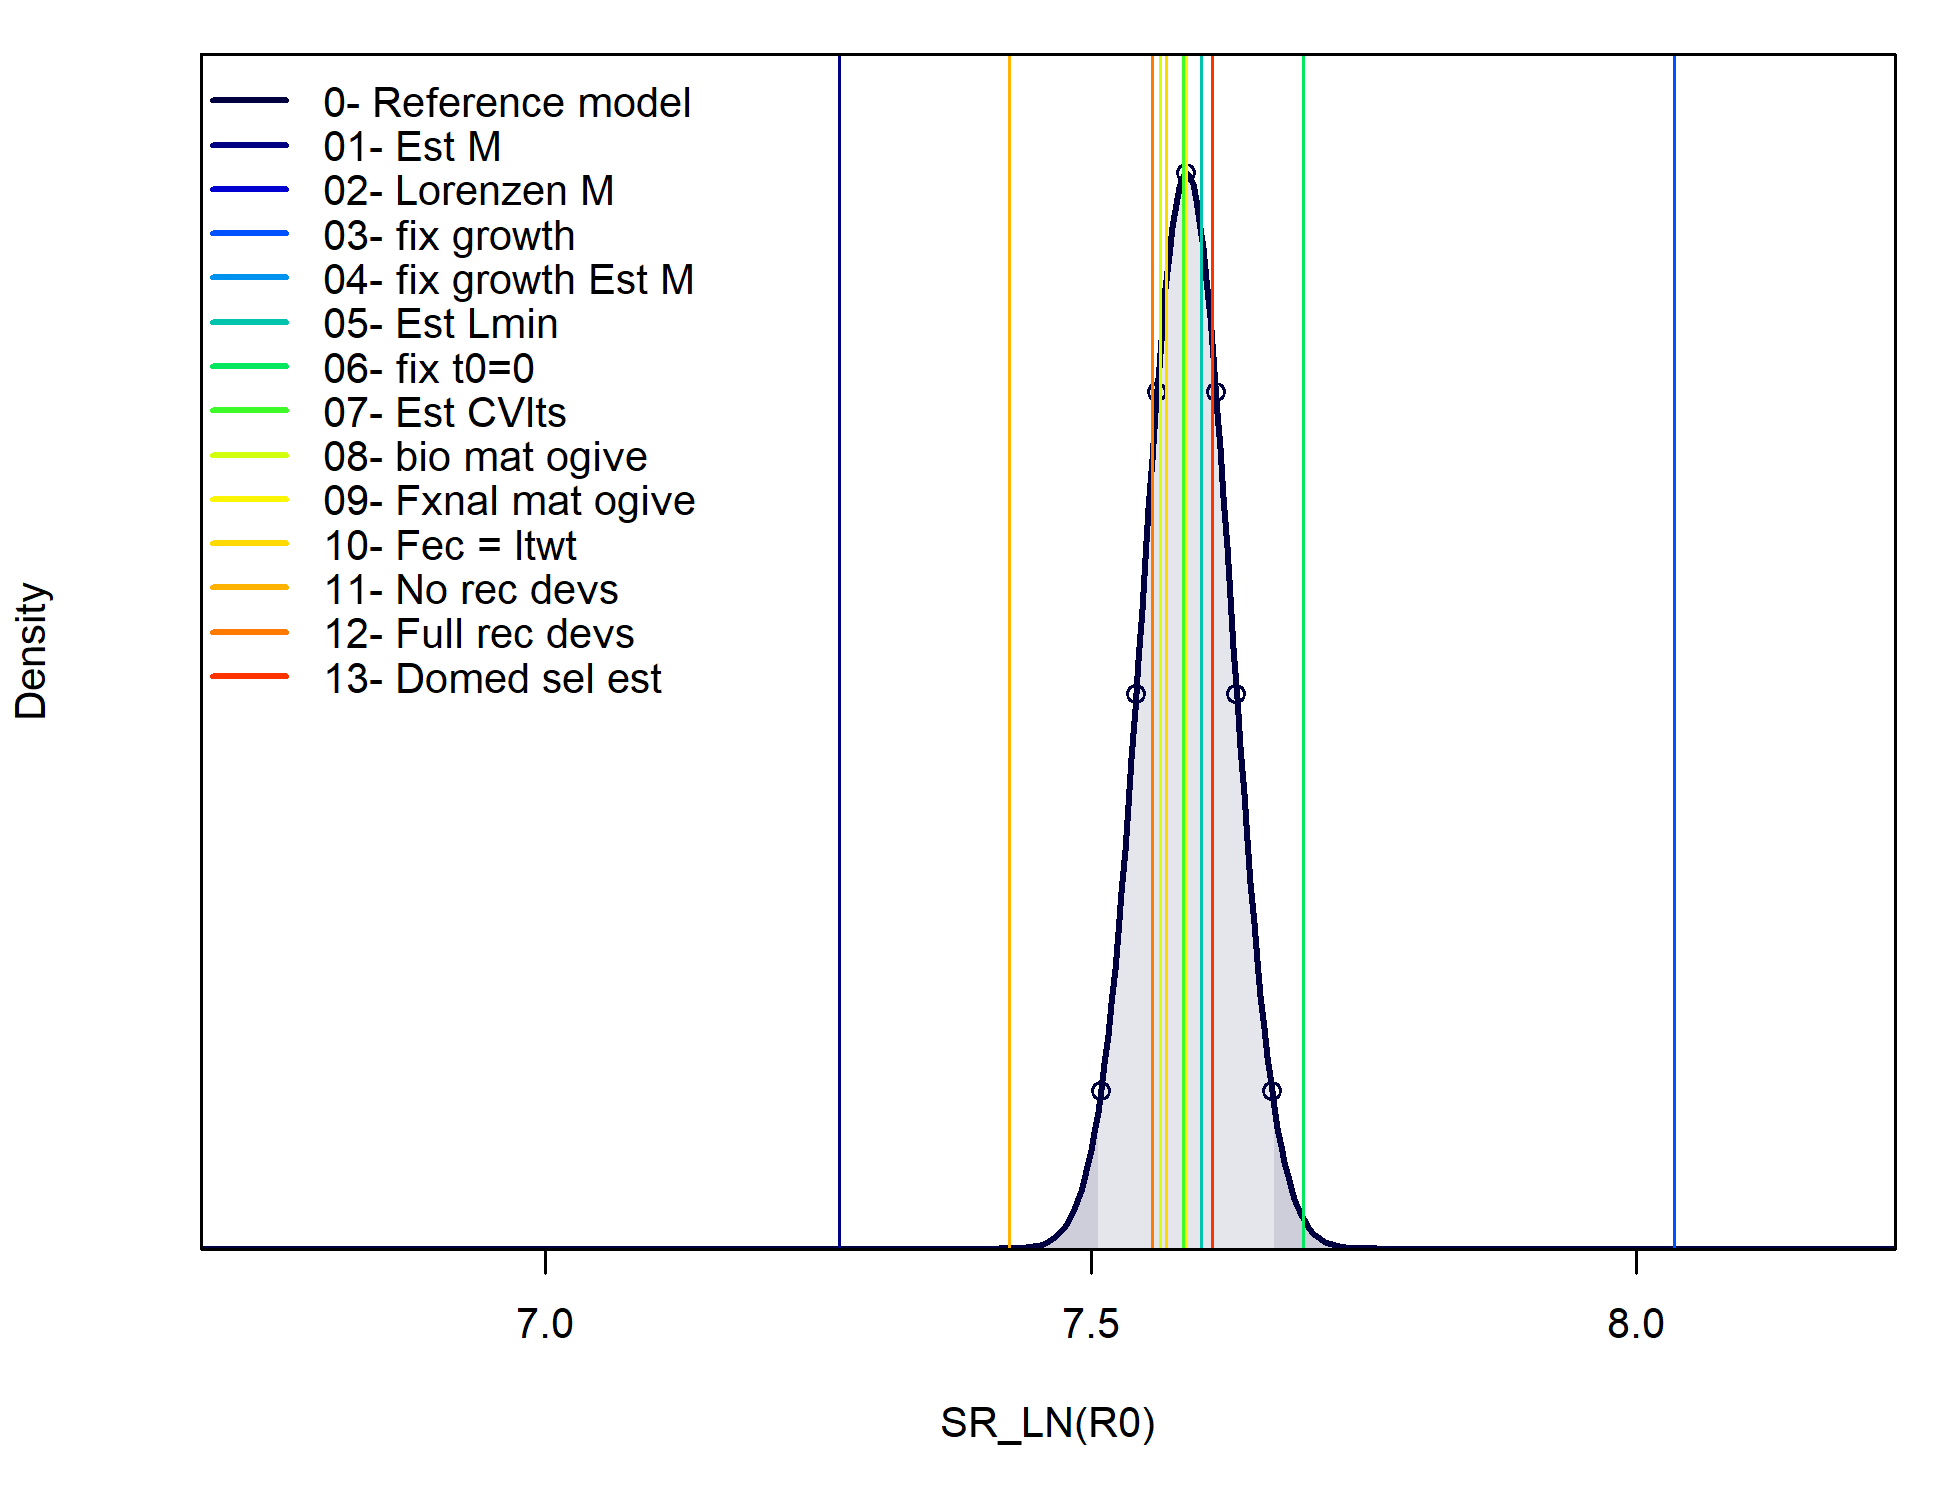 0- Reference model
01- Est M
02- Lorenzen M
03- fix growth
04- fix growth Est M
05- Est Lmin
06- fix t0=0
07- Est CVlts
08- bio mat ogive
09- Fxnal mat ogive
10- Fec = ltwt
11- No rec devs
12- Full rec devs
13- Domed sel est
Density
7.0 7.5 8.0
SR_LN(R0)